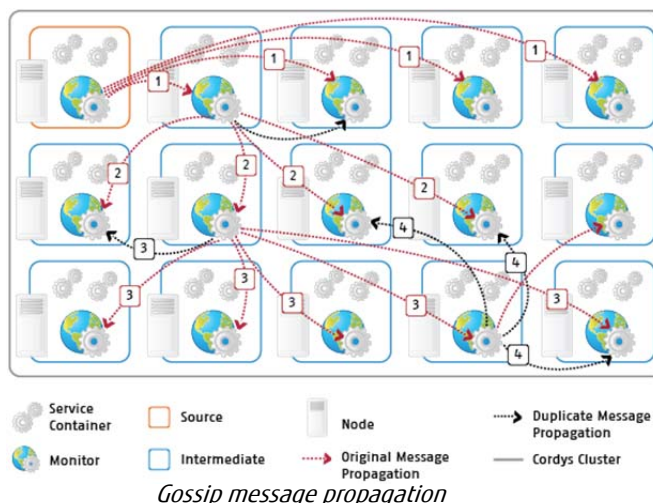 1
1
1
1
2
2
2
2
4
3
4
3
3
3
3
3
4
Service Container
Source
Node
Duplicate Message Propagation
Monitor
Intermediate
Original Message Propagation
Cordys Cluster
Gossip message propagation